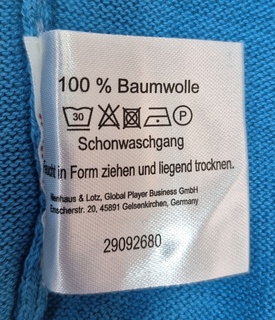 100 % Baumwolle
30 P
Schonwaschgang
in Form ziehen und liegend trocknen.
& Lotz, Global Player Business GmbH
20, 45891 Gelsenkirchen, Germany
29092680